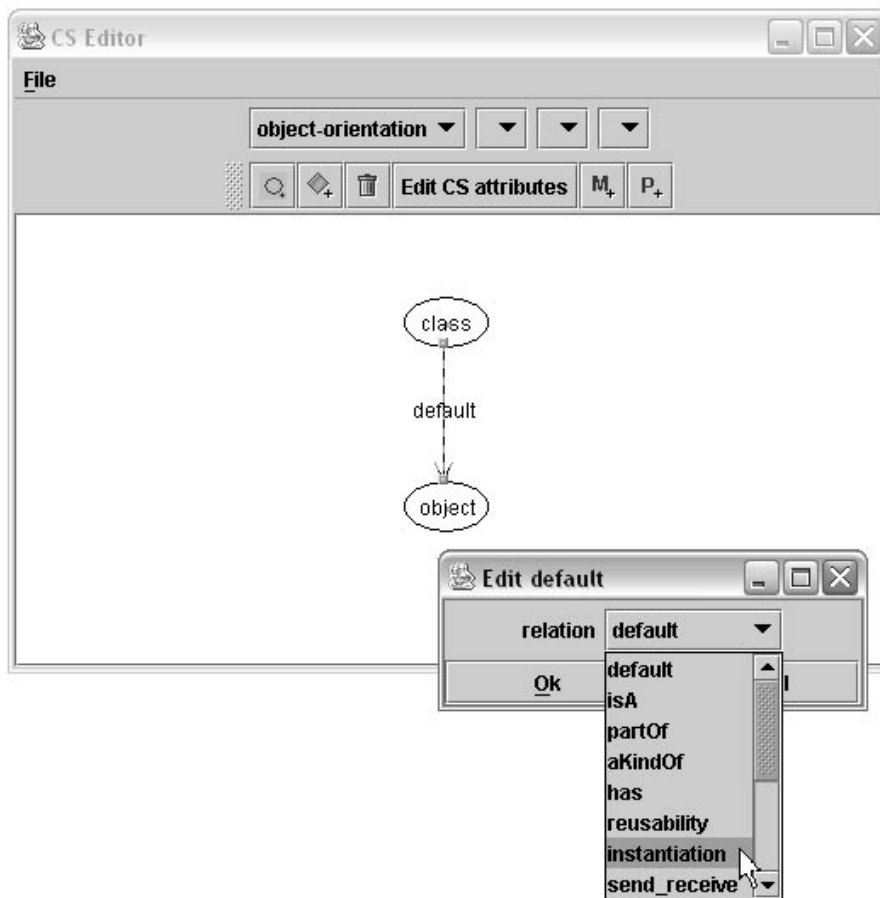 CS Editor
File
object-orientation
Edit CS attributes M+ P+
class
default
object
Edit default
relation default
Ok
default
isA
partOf
aKindOf
has
reusability
instantiation
send_receive